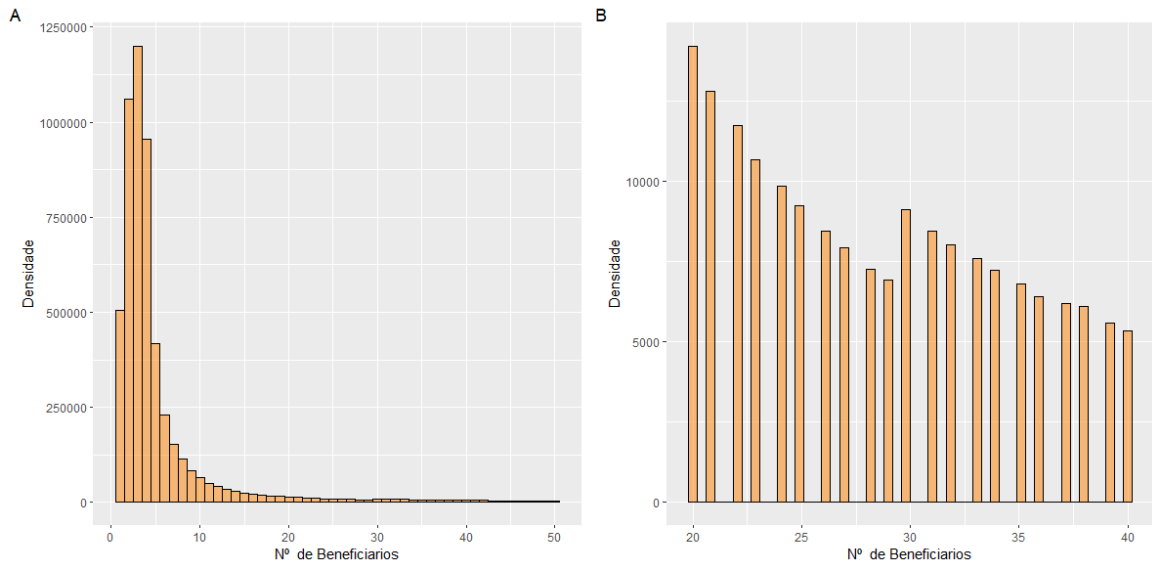 A
Densidade
1250000
1000000
750000
500000
250000
0
0 10 20 30 40 50
Nº de Beneficiarios
B
Densidade
10000
5000
0
20 25 30 35 40
Nº de Beneficiarios